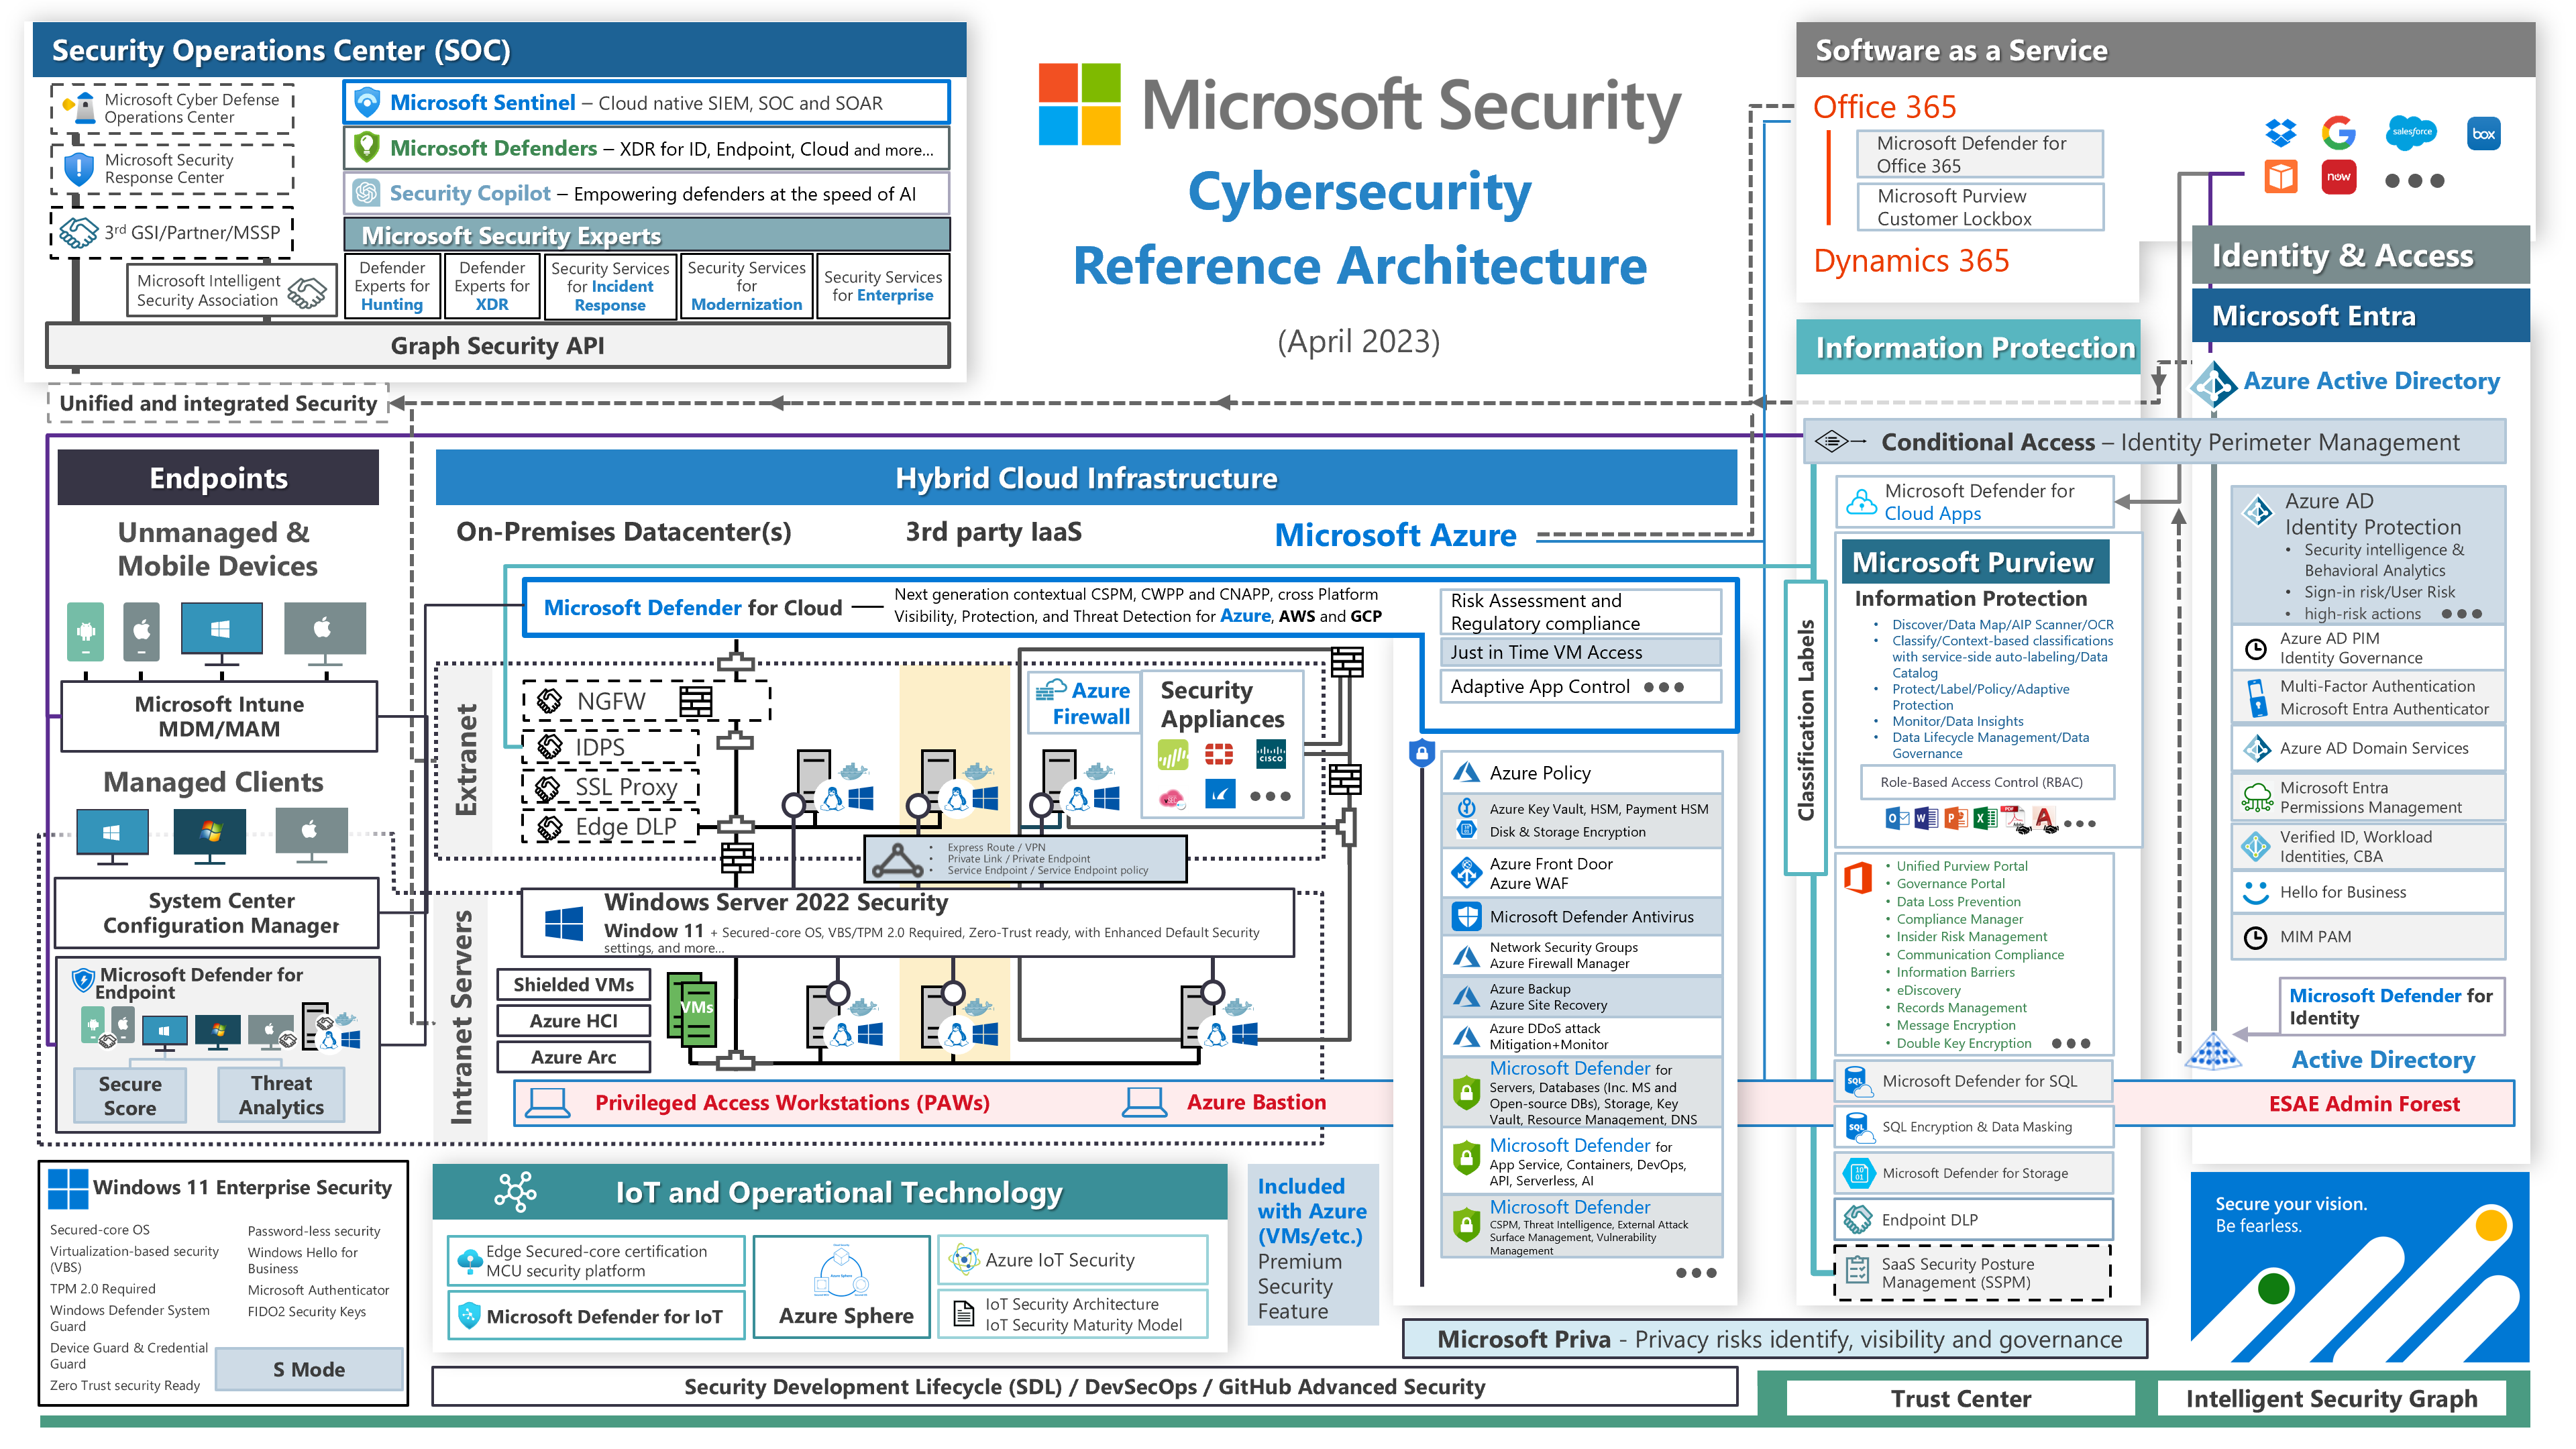 Security Operations Center (SOC)
Microsoft Cyber Defense
Operations Center
Microsoft Security
Response Center
3rd GSI/Partner/MSSP
Microsoft Intelligent
Security Association
Microsoft Sentinel – Cloud native SIEM, SOC and SOAR
Microsoft Defenders – XDR for ID, Endpoint, Cloud and more...
Security Copilot – Empowering defenders at the speed of AI
Microsoft Security Experts
Defender
Experts for
Hunting
Defender
Experts for
XDR
Security Services
for Incident
Response
Security Services
for
Modernization
Security Services
for Enterprise
Graph Security API
Unified and integrated Security
Microsoft Security
Cybersecurity
Reference Architecture
(April 2023)
Software as a Service
Office 365
Microsoft Defender for
Office 365
Microsoft Purview
Customer Lockbox
Dynamics 365
salesforce
box
now
Identity & Access
Microsoft Entra
Azure Active Directory
Information Protection
Conditional Access – Identity Perimeter Management
Endpoints
Unmanaged &
Mobile Devices
Microsoft Intune
MDM/MAM
Managed Clients
System Center
Configuration Manager
Microsoft Defender for
Endpoint
Secure
Score
Threat
Analytics
Hybrid Cloud Infrastructure
On-Premises Datacenter(s)
3rd party IaaS
Microsoft Azure
Microsoft Defender for Cloud
Next generation contextual CSPM, CWPP and CNAPP, cross Platform
Visibility, Protection, and Threat Detection for Azure, AWS and GCP
Risk Assessment and
Regulatory compliance
Just in Time VM Access
Adaptive App Control
Extranet
NGFW
IDPS
SSL Proxy
Edge DLP
Azure
Firewall
Security
Appliances
CISCO
• Express Route / VPN
• Private Link / Private Endpoint
• Service Endpoint / Service Endpoint policy
Intranet Servers
Windows Server 2022 Security
Window 11 + Secured-core OS, VBS/TPM 2.0 Required, Zero-Trust ready, with Enhanced Default Security
settings, and more...
Shielded VMs
Azure HCI
Azure Arc
VMs
Privileged Access Workstations (PAWs)
Azure Bastion
ESAE Admin Forest
Azure Policy
Azure Key Vault, HSM, Payment HSM
Disk & Storage Encryption
Azure Front Door
Azure WAF
Microsoft Defender Antivirus
Network Security Groups
Azure Firewall Manager
Azure Backup
Azure Site Recovery
Azure DDoS attack
Mitigation+Monitor
Microsoft Defender for
Servers, Databases (Inc. MS and
Open-source DBs), Storage, Key
Vault, Resource Management, DNS
Microsoft Defender for
App Service, Containers, DevOps,
API, Serverless, AI
Microsoft Defender
CSPM, Threat Intelligence, External Attack
Surface Management, Vulnerability
Management
Classification Labels
Microsoft Defender for
Cloud Apps
Microsoft Purview
Information Protection
• Discover/Data Map/AIP Scanner/OCR
• Classify/Context-based classifications
with service-side auto-labeling/Data
Catalog
• Protect/Label/Policy/Adaptive
Protection
• Monitor/Data Insights
• Data Lifecycle Management/Data
Governance
Role-Based Access Control (RBAC)
PDF
• Unified Purview Portal
• Governance Portal
• Data Loss Prevention
• Compliance Manager
• Insider Risk Management
• Communication Compliance
• Information Barriers
• eDiscovery
• Records Management
• Message Encryption
• Double Key Encryption
SQL
Microsoft Defender for SQL
SQL
SQL Encryption & Data Masking
Microsoft Defender for Storage
Endpoint DLP
SaaS Security Posture
Management (SSPM)
Azure AD
Identity Protection
• Security intelligence &
Behavioral Analytics
• Sign-in risk/User Risk
• high-risk actions
Azure AD PIM
Identity Governance
Multi-Factor Authentication
Microsoft Entra Authenticator
Azure AD Domain Services
Microsoft Entra
Permissions Management
Verified ID, Workload
Identities, CBA
Hello for Business
MIM PAM
Microsoft Defender for
Identity
Active Directory
Windows 11 Enterprise Security
Secured-core OS
Virtualization-based security
(VBS)
TPM 2.0 Required
Windows Defender System
Guard
Device Guard & Credential
Guard
Zero Trust security Ready
Password-less security
Windows Hello for
Business
Microsoft Authenticator
FIDO2 Security Keys
S Mode
IoT and Operational Technology
Edge Secured-core certification
MCU security platform
Microsoft Defender for IoT
Azure Sphere
Azure IoT Security
IoT Security Architecture
IoT Security Maturity Model
Included
with Azure
(VMs/etc.)
Premium
Security
Feature
Microsoft Priva - Privacy risks identify, visibility and governance
Security Development Lifecycle (SDL) / DevSecOps / GitHub Advanced Security
Secure your vision.
Be fearless.
Trust Center
Intelligent Security Graph